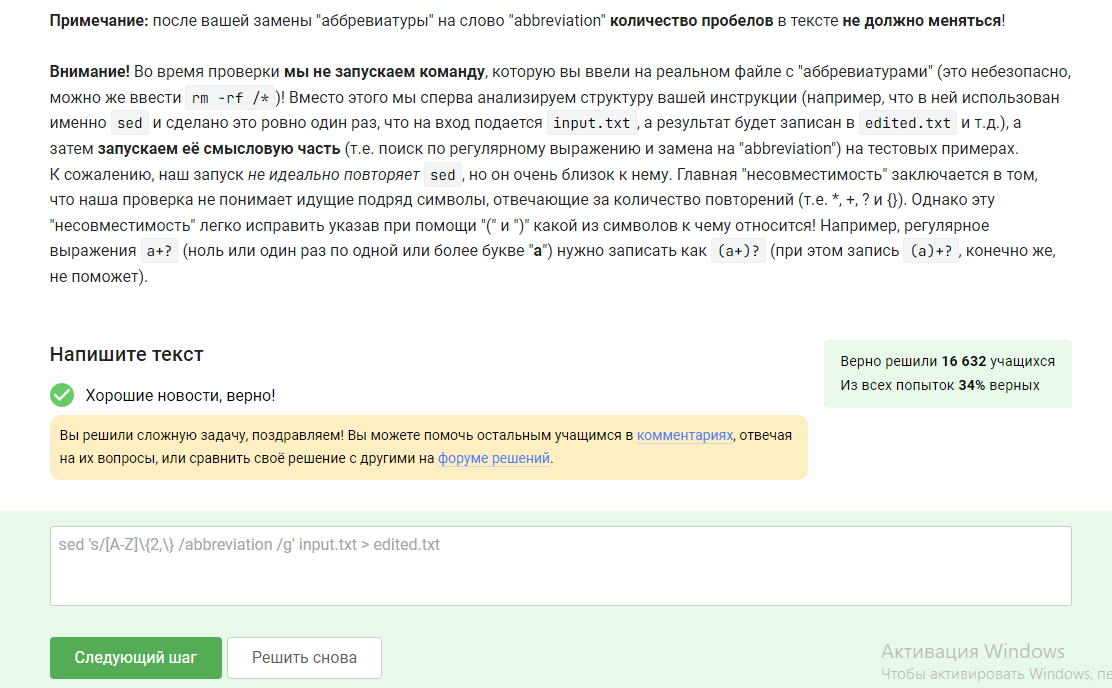 Примечание: после вашей замены "аббревиатуры" на слово "abbreviation" количество пробелов в тексте не должно меняться!
Внимание! Во время проверки мы не запускаем команду, которую вы ввели на реальном файле с "аббревиатурами" (это небезопасно,
можно же ввести rm -rf /* )! Вместо этого мы сперва анализируем структуру вашей инструкции (например, что в ней использован
именно sed и сделано это ровно один раз, что на вход подается input.txt , а результат будет записан в edited.txt и т.д.), а
затем запускаем её смысловую часть (т.е. поиск по регулярному выражению и замена на "abbreviation") на тестовых примерах.
К сожалению, наш запуск не идеально повторяет sed , но он очень близок к нему. Главная "несовместимость" заключается в том,
что наша проверка не понимает идущие подряд символы, отвечающие за количество повторений (т.е. *, +, ? и {}). Однако эту
"несовместимость" легко исправить указав при помощи "(" и ")" какой из символов к чему относится! Например, регулярное
выражения a+? (ноль или один раз по одной или более букве "а") нужно записать как (a+)? (при этом запись (a)+? , конечно же,
не поможет).
Напишите текст
Верно решили 16 632 учащихся
Из всех попыток 34% верных
Хорошие новости, верно!
Вы решили сложную задачу, поздравляем! Вы можете помочь остальным учащимся в комментариях, отвечая
на их вопросы, или сравнить своё решение с другими на форуме решений.
sed 's/[A-Z]\{2,\} /abbreviation /g' input.txt > edited.txt
Следующий шаг
Решить снова
Активация Windows
Чтобы активировать Windows,